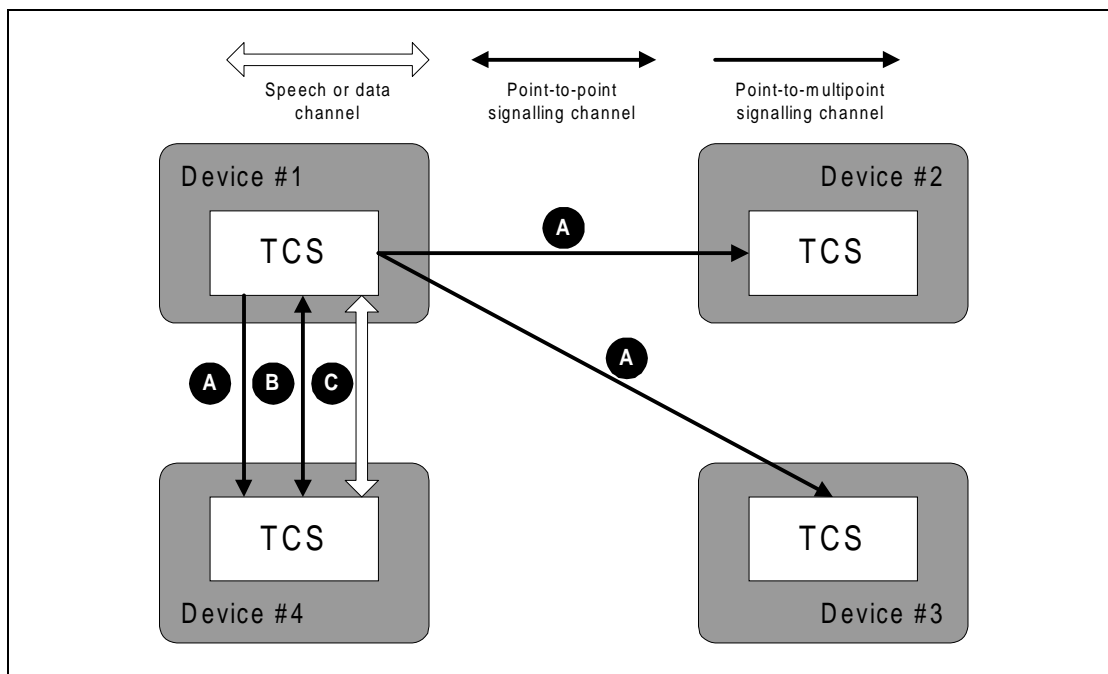 Speech or data
channel
Point-to-point
signalling channel
Point-to-multipoint
signalling channel
Device #1
TCS
Device #2
TCS
A
A
A
B
C
TCS
Device #4
TCS
Device #3